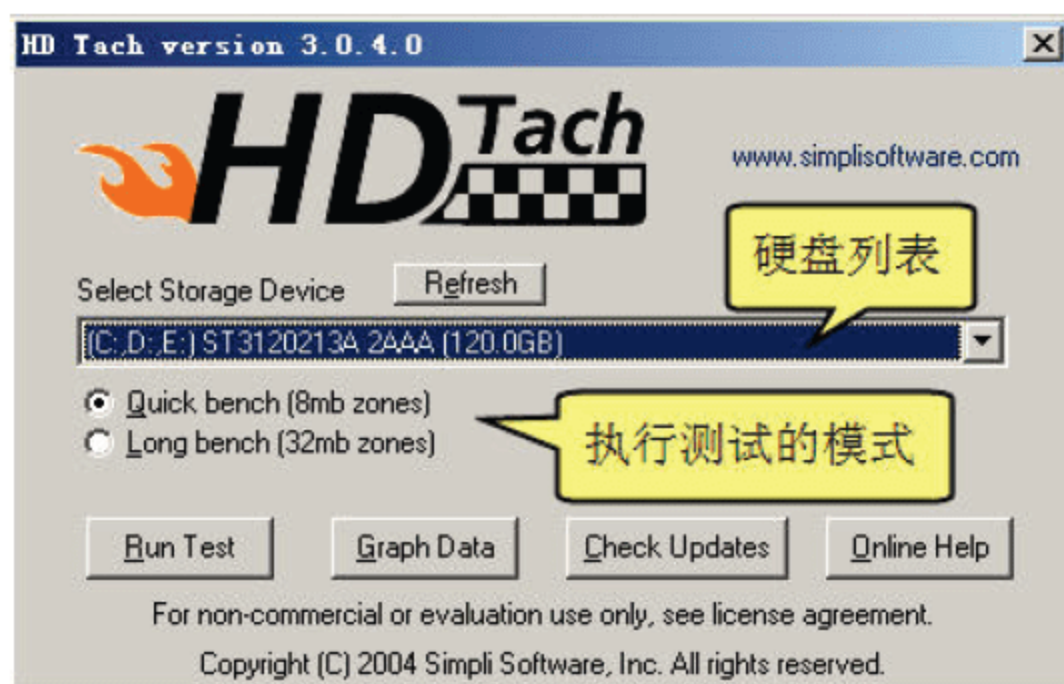 HD Tach version 3.0.4.0
HD Tach
www.simplisoftware.com
硬盘列表
Select Storage Device
Refresh
(C:,D:,E:) ST3120213A 2AAA (120.0GB)
Quick bench (8mb zones)
Long bench (32mb zones)
执行测试的模式
Run Test
Graph Data
Check Updates
Online Help
For non-commercial or evaluation use only, see license agreement.
Copyright (C) 2004 Simpli Software, Inc. All rights reserved.